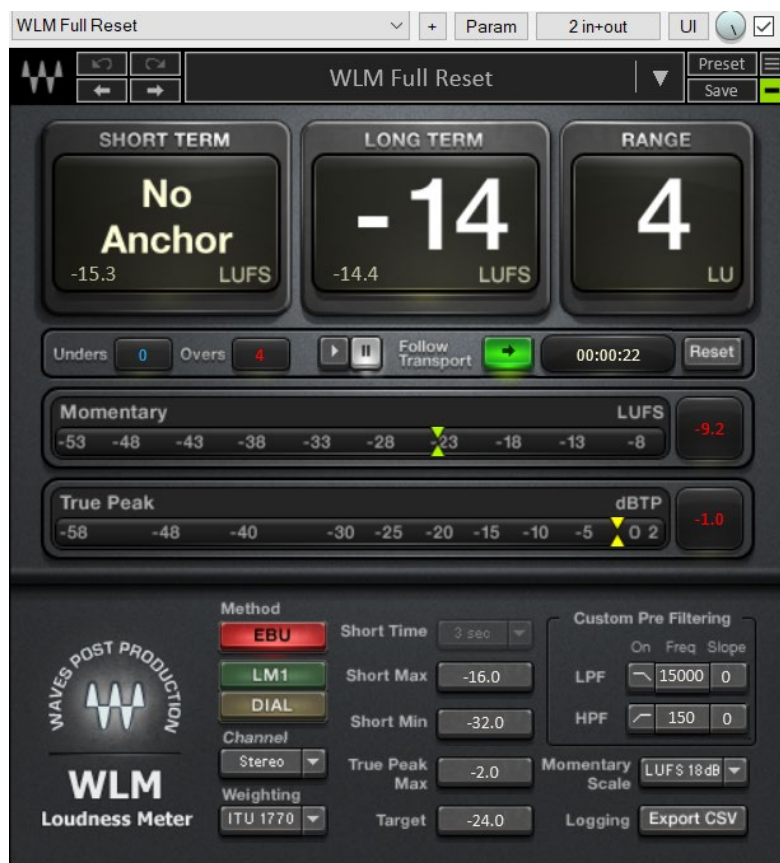 WLM Full Reset + Param 2 in+out UI
WLM Full Reset Preset
Save
SHORT TERM LONG TERM RANGE
No
Anchor
-15.3 LUFS
-14
-14.4 LUFS
4
LU
Unders 0 Overs 4 Follow Transport 00:00:22 Reset
Momentary LUFS
-53 -48 -43 -38 -33 -28 -23 -18 -13 -8 -9.2
True Peak dBTP
-58 -48 -40 -30 -25 -20 -15 -10 -5 0 2 -1.0
WAVES POST PRODUCTION
WLM
Loudness Meter
Method
EBU
LM1
DIAL
Channel
Stereo
Weighting
ITU 1770
Short Time 3 sec
Short Max -16.0
Short Min -32.0
True Peak Max -2.0
Target -24.0
Custom Pre Filtering
On Freq Slope
LPF 15000 0
HPF 150 0
Momentary Scale LUFS 18dB
Logging Export CSV